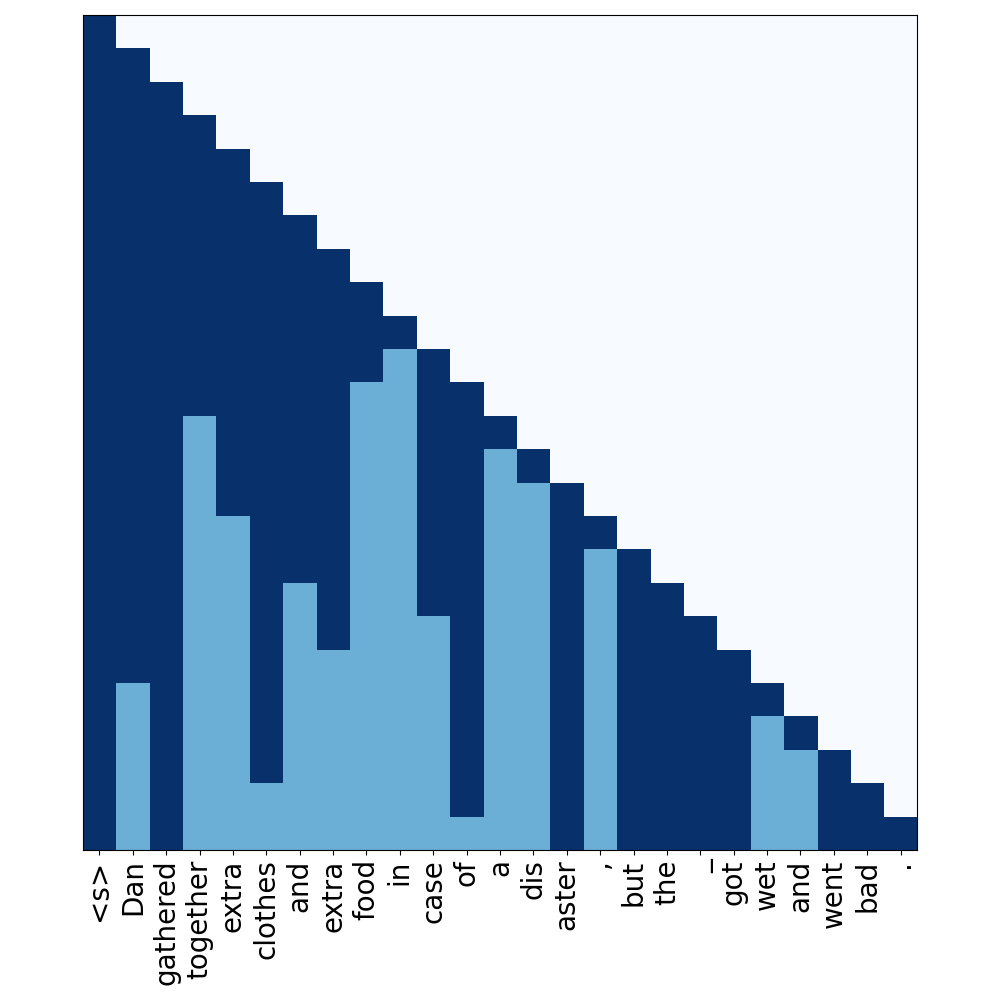 <s> Dan gathered together extra clothes and extra food in case of a dis aster , but the _ got wet and went bad .